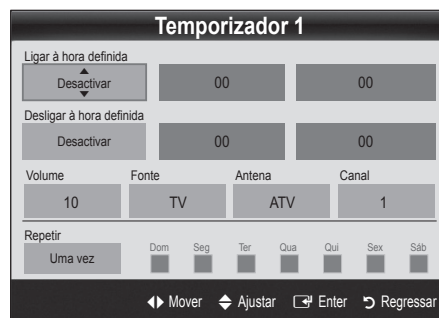 Temporizador 1
Ligar à hora definida
Desactivar 00 00
Desligar à hora definida
Desactivar 00 00
Volume Fonte Antena Canal
10 TV ATV 1
Repetir
Uma vez Dom Seg Ter Qua Qui Sex Sáb
Mover Ajustar Enter Regressar